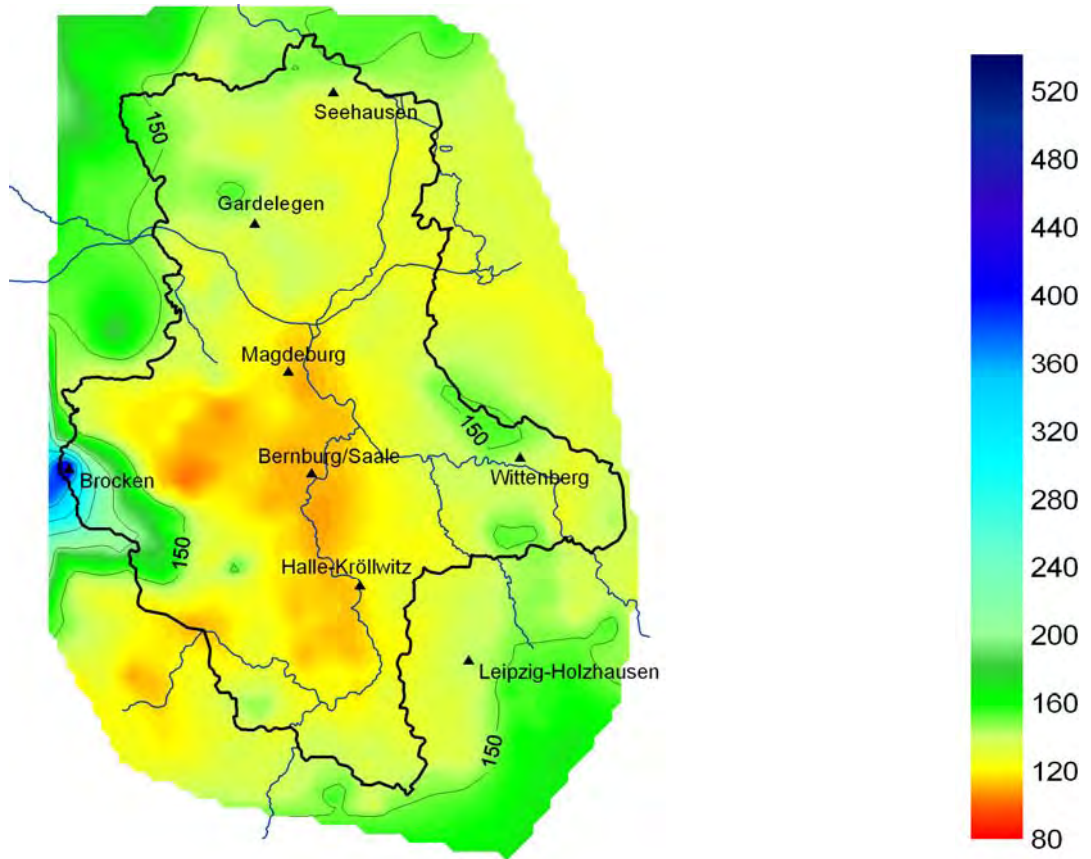 520
Seehausen
150
480
440
Gardelegen
400
Magdeburg
360
320
150
Bernburg/Saale
Wittenberg
Brocken
280
150
240
Halle-Kröllwitz
200
Leipzig-Holzhausen
160
150
120
80